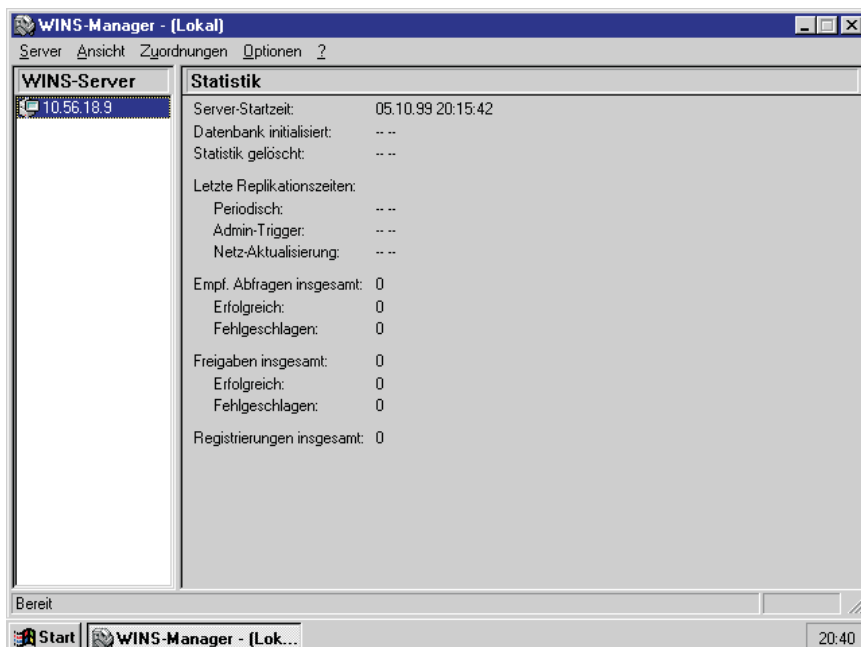 WINS-Manager - (Lokal)
Server Ansicht Zuordnungen Optionen ?
WINS-Server
10.56.18.9
Statistik
Server-Startzeit: 05.10.99 20:15:42
Datenbank initialisiert: -- --
Statistik gelöscht: -- --
Letzte Replikationszeiten:
Periodisch: -- --
Admin-Trigger: -- --
Netz-Aktualisierung: -- --
Empf. Abfragen insgesamt: 0
Erfolgreich: 0
Fehlgeschlagen: 0
Freigaben insgesamt: 0
Erfolgreich: 0
Fehlgeschlagen: 0
Registrierungen insgesamt: 0
Bereit
Start WINS-Manager - (Lok... 20:40